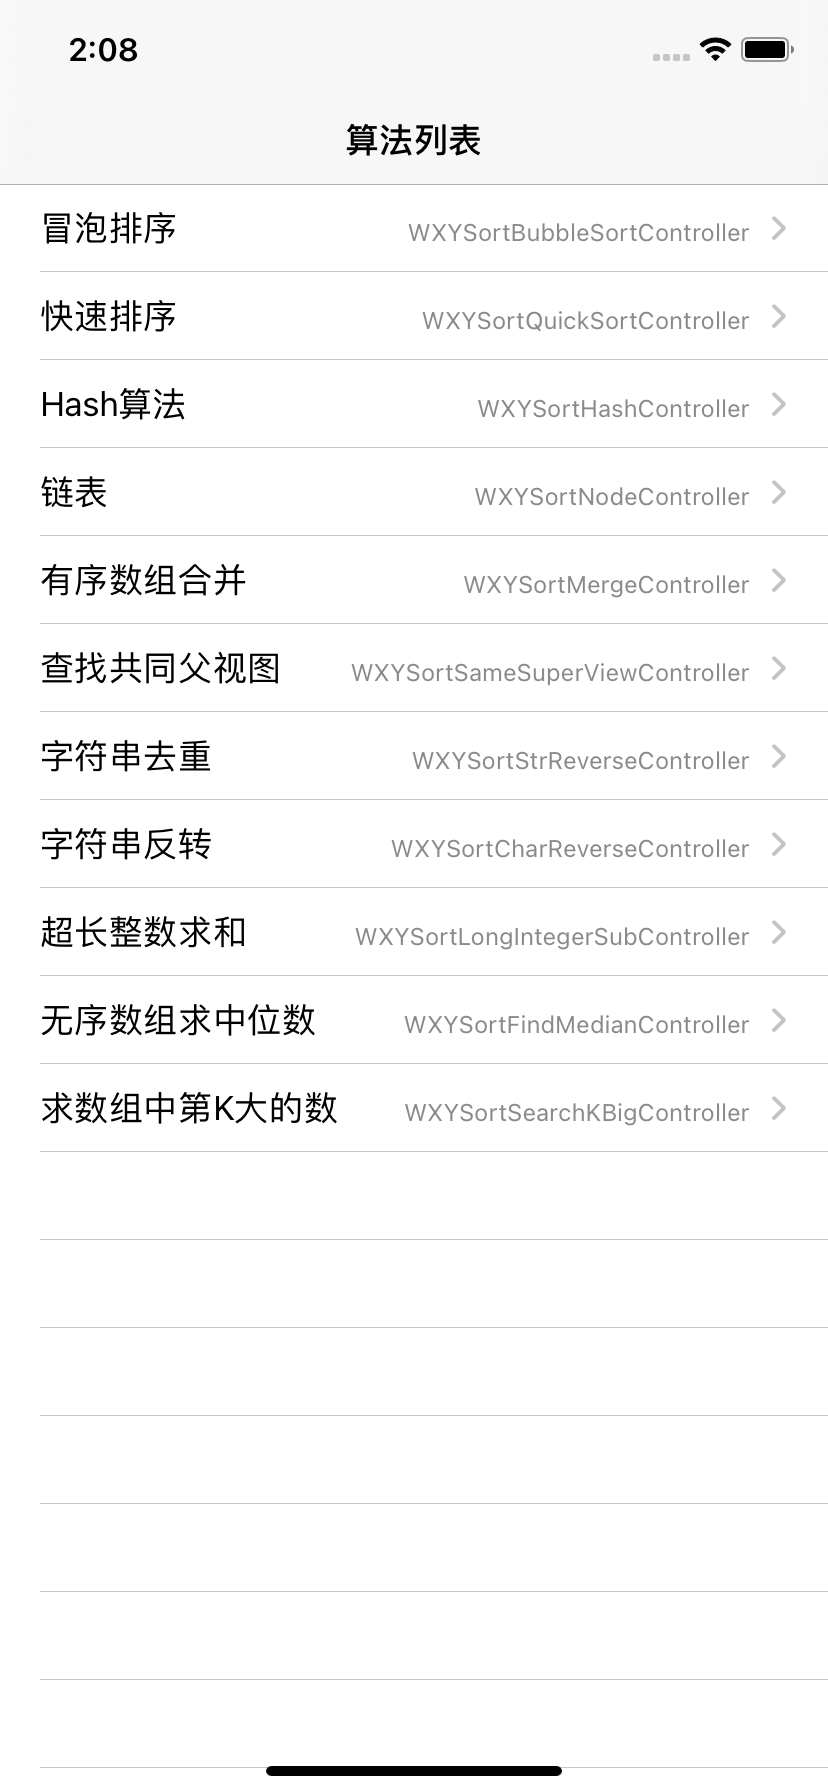 2:08
算法列表
冒泡排序 WXYSortBubbleSortController
快速排序 WXYSortQuickSortController
Hash算法 WXYSortHashController
链表 WXYSortNodeController
有序数组合并 WXYSortMergeController
查找共同父视图 WXYSortSameSuperViewController
字符串去重 WXYSortStrReverseController
字符串反转 WXYSortCharReverseController
超长整数求和 WXYSortLongIntegerSubController
无序数组求中位数 WXYSortFindMedianController
求数组中第K大的数 WXYSortSearchKBigController